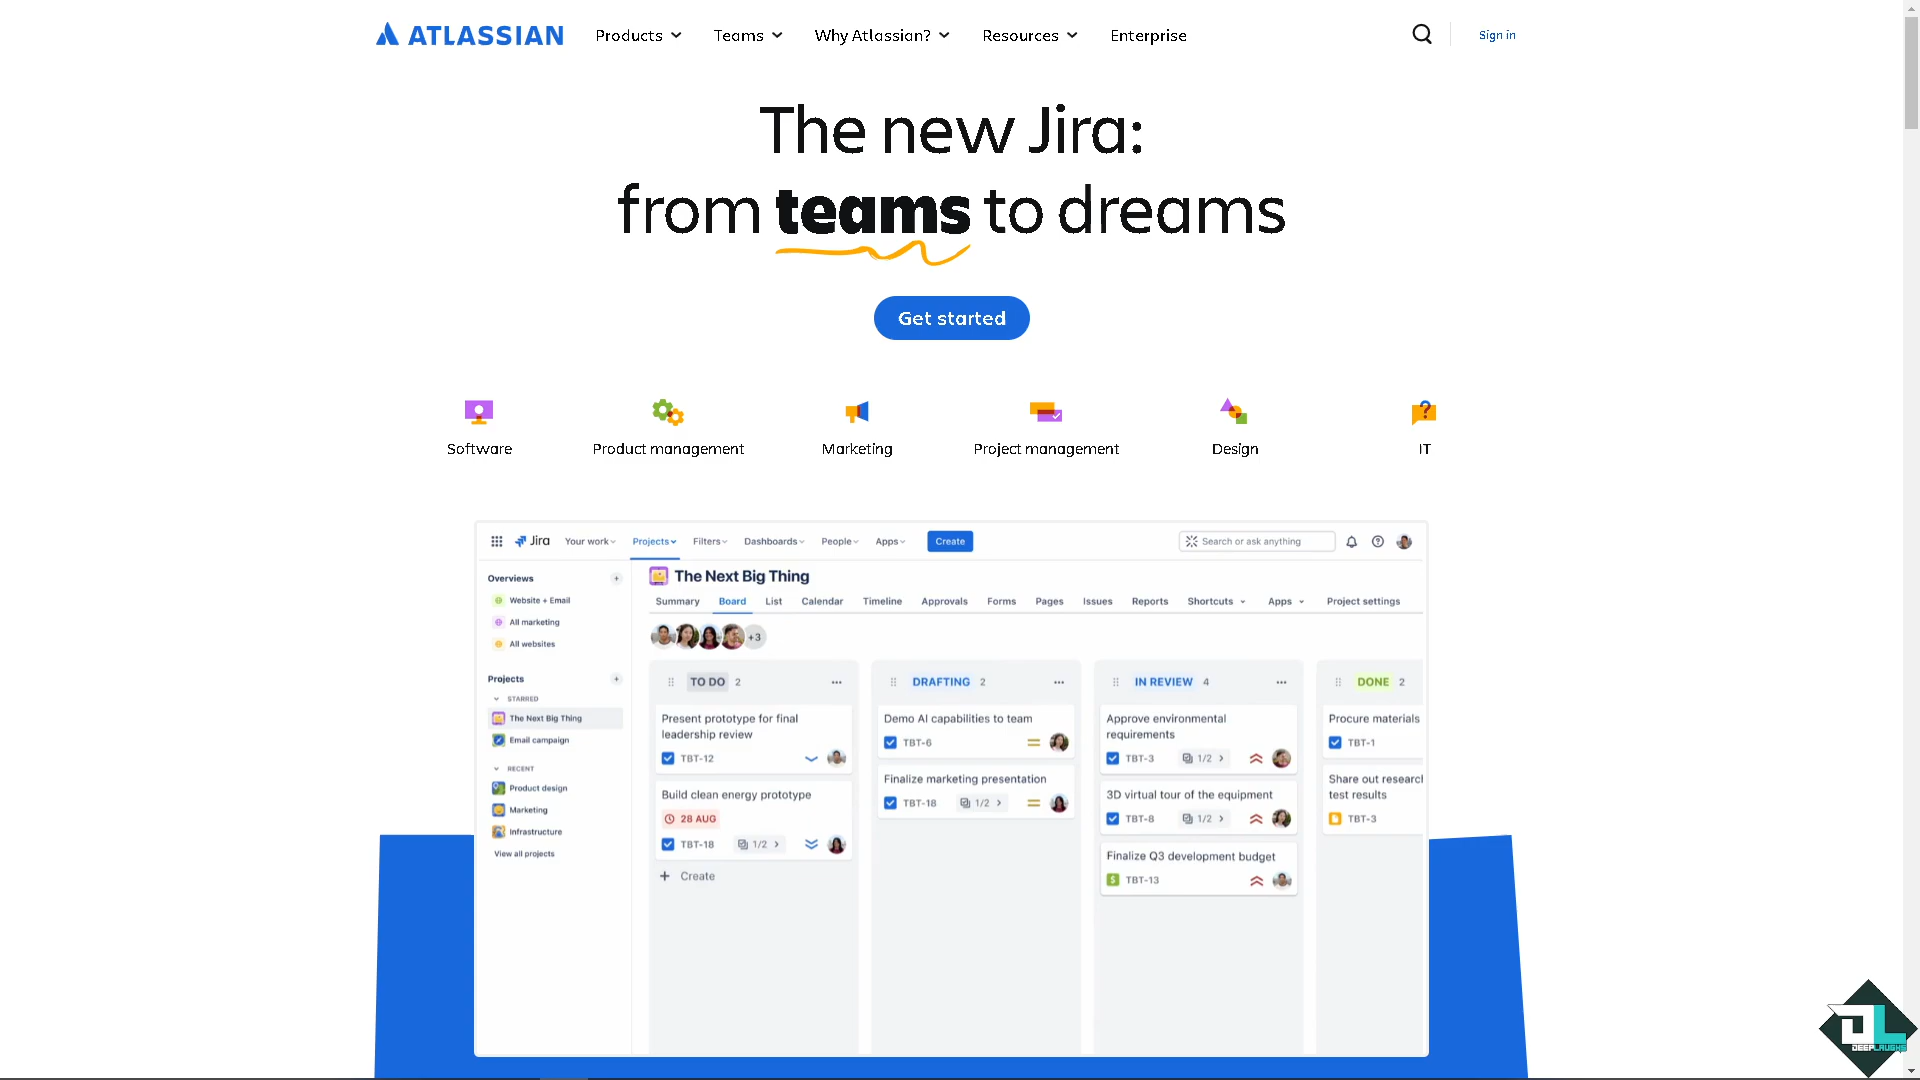 ATLASSIAN Products Teams Why Atlassian? Resources Enterprise Sign in
The new Jira:
from teams to dreams
Get started
Software Product management Marketing Project management Design IT
Jira Your work Projects Filters Dashboards People Apps Create Search or ask anything
Overviews +
Website + Email
All marketing
All websites
Projects +
STARRED
The Next Big Thing
Email campaign
RECENT
Product design
Marketing
Infrastructure
View all projects
The Next Big Thing
Summary Board List Calendar Timeline Approvals Forms Pages Issues Reports Shortcuts Apps Project settings
+3
TO DO 2
Present prototype for final
leadership review
TBT-12
Build clean energy prototype
28 AUG
TBT-18 1/2
+ Create
DRAFTING 2
Demo AI capabilities to team
TBT-6
Finalize marketing presentation
TBT-18 1/2
IN REVIEW 4
Approve environmental
requirements
TBT-3 1/2
3D virtual tour of the equipment
TBT-8 1/2
Finalize Q3 development budget
TBT-13
DONE 2
Procure materials
TBT-1
Share out research
test results
TBT-3
DEEPLAUGHS